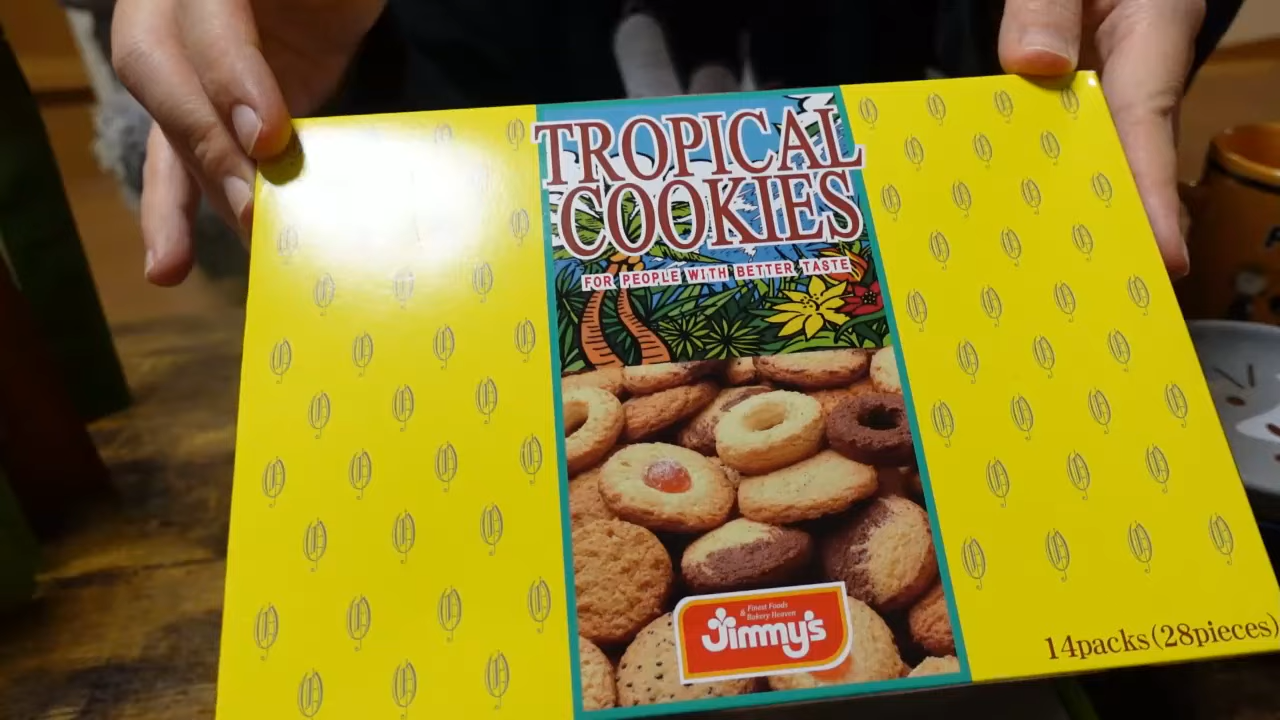 TROPICAL
COOKIES
FOR PEOPLE WITH BETTER TASTE
Finest Foods
& Bakery Heaven
Jimmy's
14packs(28pieces)